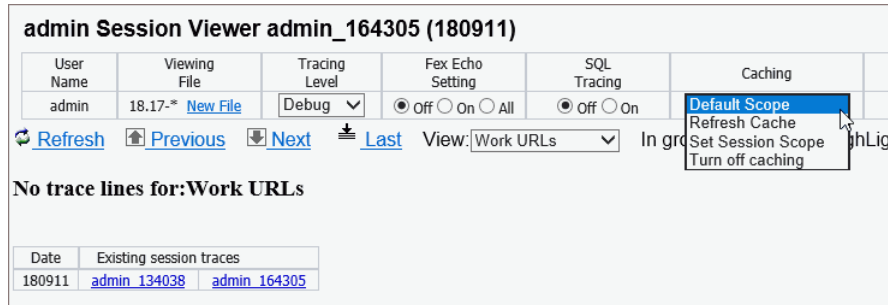 admin Session Viewer admin_164305 (180911)
User Name Viewing File Tracing Level Fex Echo Setting SQL Tracing Caching
admin 18.17-* New File Debug Off On All Off On Default Scope
Refresh Cache
Set Session Scope
Turn off caching
Refresh Previous Next Last View: Work URLs In
No trace lines for:Work URLs
Date Existing session traces
180911 admin_134038 admin_164305